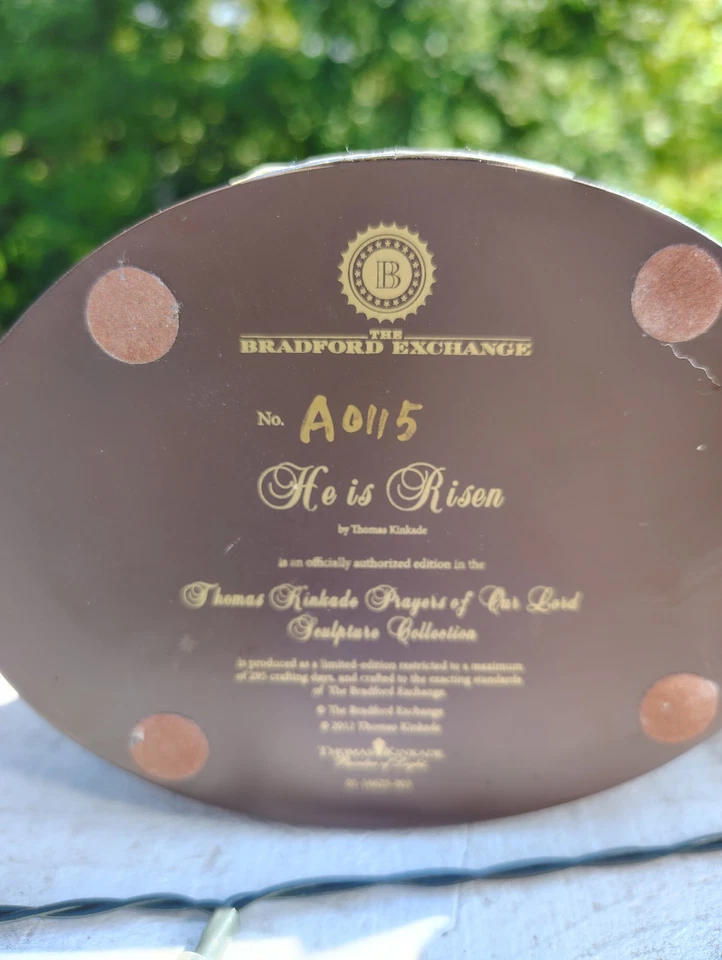 B
THE
BRADFORD EXCHANGE
No. A0115
He is Risen
by Thomas Kinkade
is an officially authorized edition in the
Thomas Kinkade Prayers of Our Lord
Sculpture Collection
is produced as a limited edition restricted to a maximum
of 295 crafting days, and crafted to the exacting standards
of The Bradford Exchange.
© The Bradford Exchange
© 2012 Thomas Kinkade
THOMAS KINKADE
Painter of Light